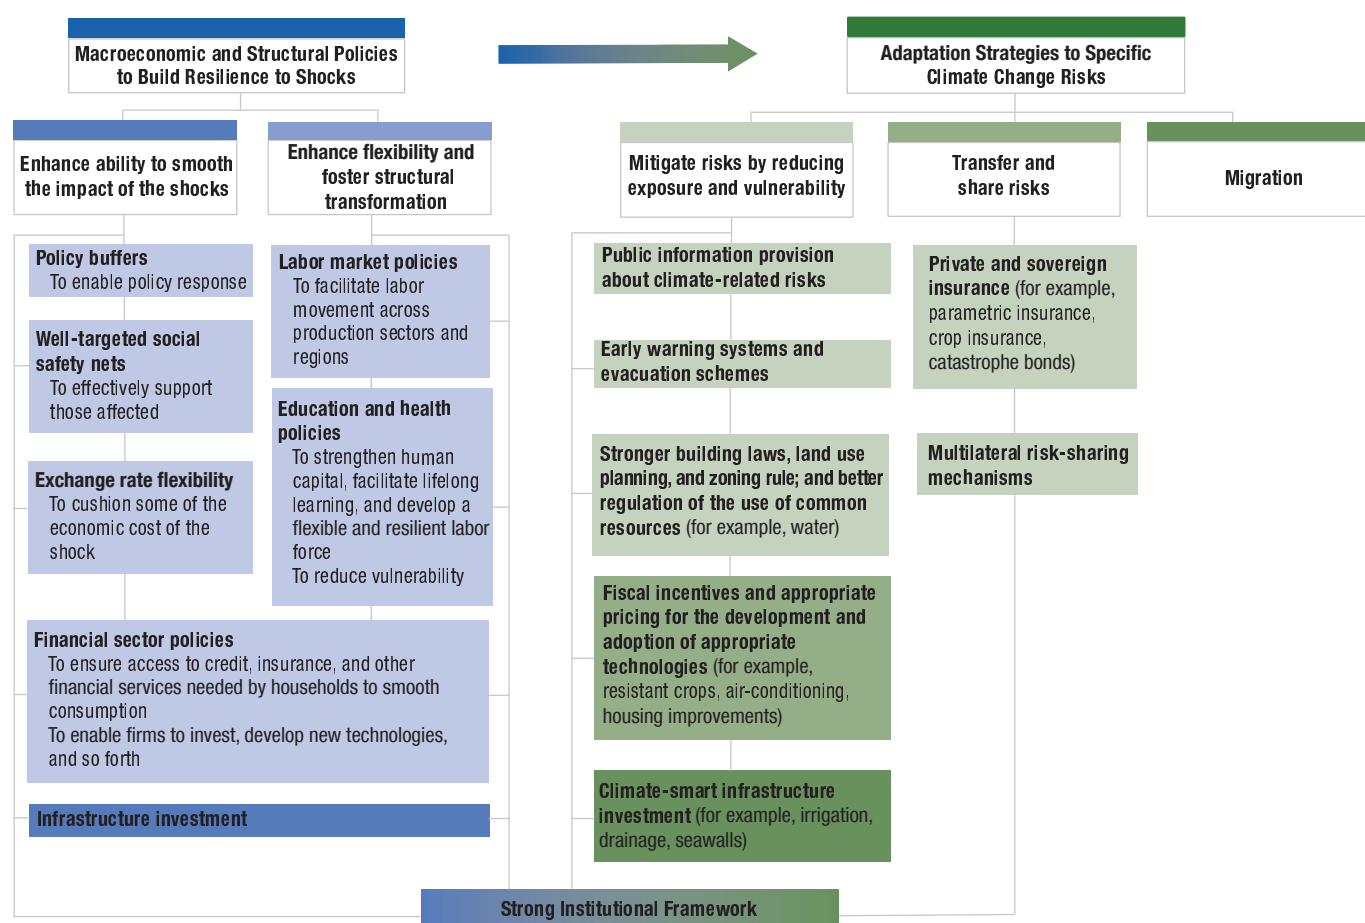 Macroeconomic and Structural Policies
to Build Resilience to Shocks
Adaptation Strategies to Specific
Climate Change Risks
Enhance ability to smooth
the impact of the shocks
Enhance flexibility and
foster structural
transformation
Mitigate risks by reducing
exposure and vulnerability
Transfer and
share risks
Migration
Policy buffers
To enable policy response
Well-targeted social
safety nets
To effectively support
those affected
Exchange rate flexibility
To cushion some of the
economic cost of the
shock
Labor market policies
To facilitate labor
movement across
production sectors and
regions
Education and health
policies
To strengthen human
capital, facilitate lifelong
learning, and develop a
flexible and resilient labor
force
To reduce vulnerability
Financial sector policies
To ensure access to credit, insurance, and other
financial services needed by households to smooth
consumption
To enable firms to invest, develop new technologies,
and so forth
Infrastructure investment
Public information provision
about climate-related risks
Early warning systems and
evacuation schemes
Stronger building laws, land use
planning, and zoning rule; and better
regulation of the use of common
resources (for example, water)
Fiscal incentives and appropriate
pricing for the development and
adoption of appropriate
technologies (for example,
resistant crops, air-conditioning,
housing improvements)
Climate-smart infrastructure
investment (for example, irrigation,
drainage, seawalls)
Private and sovereign
insurance (for example,
parametric insurance,
crop insurance,
catastrophe bonds)
Multilateral risk-sharing
mechanisms
Strong Institutional Framework